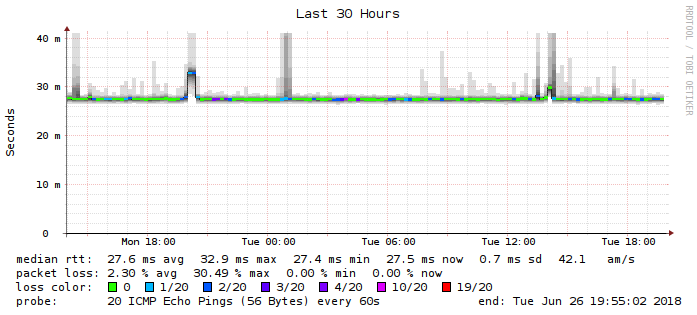 Last 30 Hours
RRDTOOL / TOBI OETIKER
Seconds
40 m
30 m
20 m
10 m
0
Mon 18:00 Tue 00:00 Tue 06:00 Tue 12:00 Tue 18:00
median rtt: 27.6 ms avg 32.9 ms max 27.4 ms min 27.5 ms now 0.7 ms sd 42.1 am/s
packet loss: 2.30 % avg 30.49 % max 0.00 % min 0.00 % now
loss color: 0 1/20 2/20 3/20 4/20 10/20 19/20
probe: 20 ICMP Echo Pings (56 Bytes) every 60s end: Tue Jun 26 19:55:02 2018